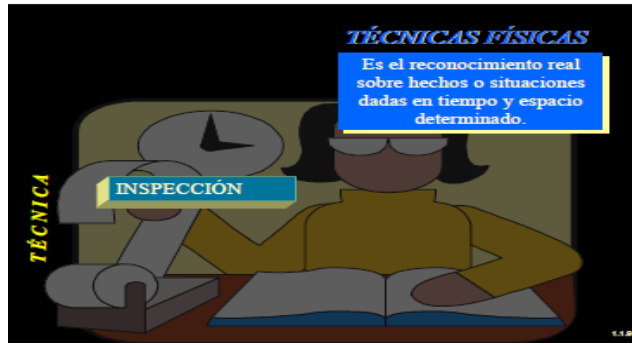 TÉCNICAS FÍSICAS
Es el reconocimiento real
sobre hechos o situaciones
dadas en tiempo y espacio
determinado.
INSPECCIÓN
TÉCNICA